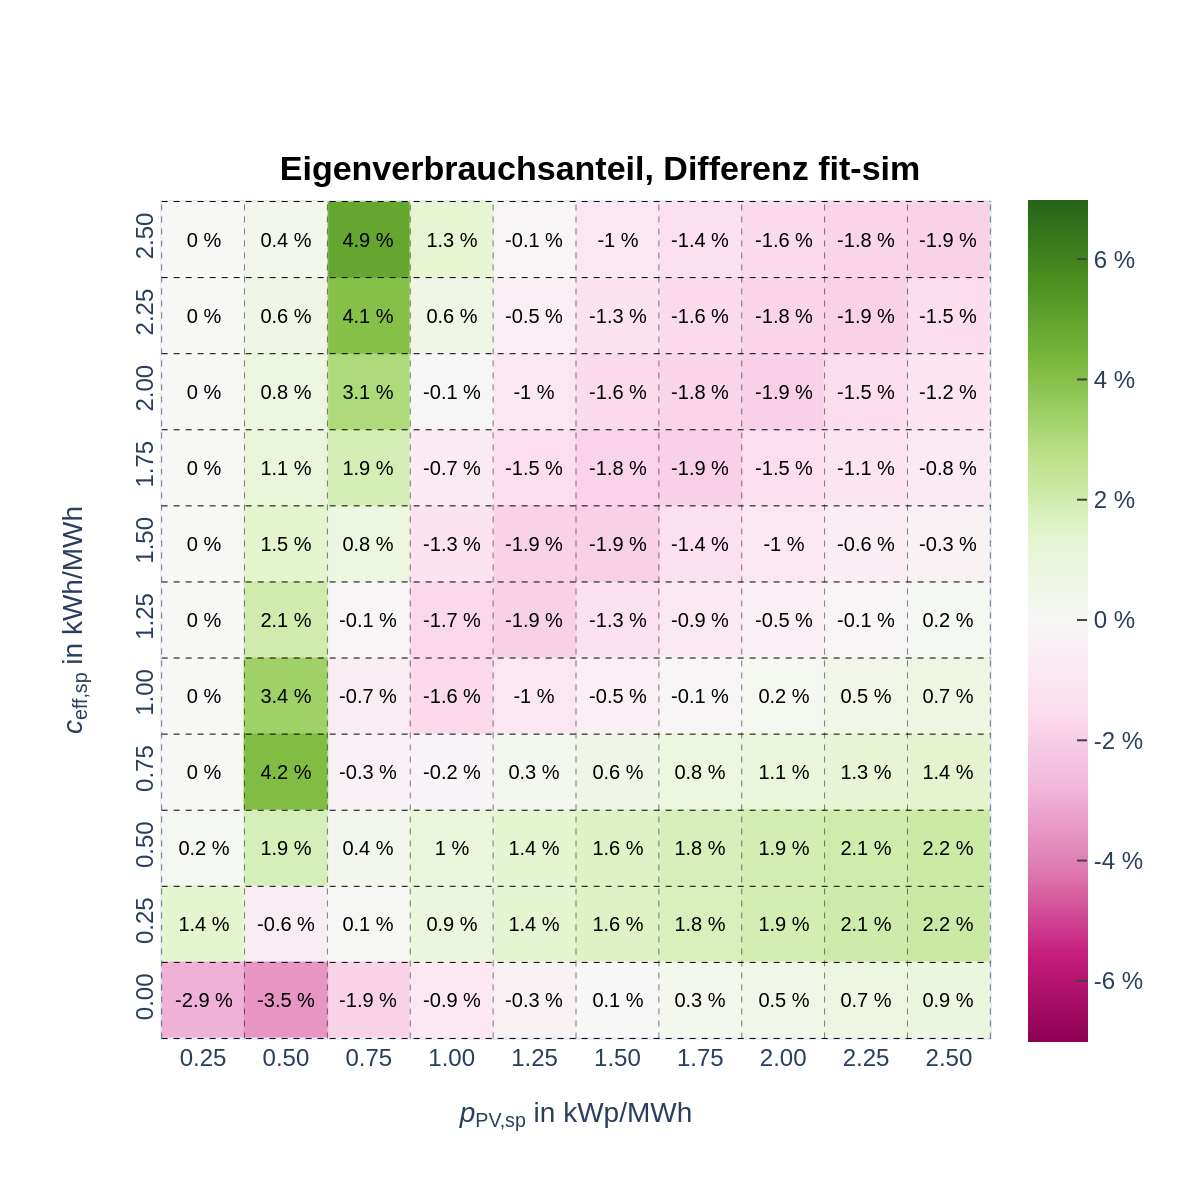 Eigenverbrauchsanteil, Differenz fit-sim
2.50 0 % 0.4 % 4.9 % 1.3 % -0.1 % -1 % -1.4 % -1.6 % -1.8 % -1.9 %
2.25 0 % 0.6 % 4.1 % 0.6 % -0.5 % -1.3 % -1.6 % -1.8 % -1.9 % -1.5 %
2.00 0 % 0.8 % 3.1 % -0.1 % -1 % -1.6 % -1.8 % -1.9 % -1.5 % -1.2 %
1.75 0 % 1.1 % 1.9 % -0.7 % -1.5 % -1.8 % -1.9 % -1.5 % -1.1 % -0.8 %
1.50 0 % 1.5 % 0.8 % -1.3 % -1.9 % -1.9 % -1.4 % -1 % -0.6 % -0.3 %
1.25 0 % 2.1 % -0.1 % -1.7 % -1.9 % -1.3 % -0.9 % -0.5 % -0.1 % 0.2 %
1.00 0 % 3.4 % -0.7 % -1.6 % -1 % -0.5 % -0.1 % 0.2 % 0.5 % 0.7 %
0.75 0 % 4.2 % -0.3 % -0.2 % 0.3 % 0.6 % 0.8 % 1.1 % 1.3 % 1.4 %
0.50 0.2 % 1.9 % 0.4 % 1 % 1.4 % 1.6 % 1.8 % 1.9 % 2.1 % 2.2 %
0.25 1.4 % -0.6 % 0.1 % 0.9 % 1.4 % 1.6 % 1.8 % 1.9 % 2.1 % 2.2 %
0.00 -2.9 % -3.5 % -1.9 % -0.9 % -0.3 % 0.1 % 0.3 % 0.5 % 0.7 % 0.9 %
0.25 0.50 0.75 1.00 1.25 1.50 1.75 2.00 2.25 2.50
pPV,sp in kWp/MWh
ceff,sp in kWh/MWh
6 %
4 %
2 %
0 %
-2 %
-4 %
-6 %